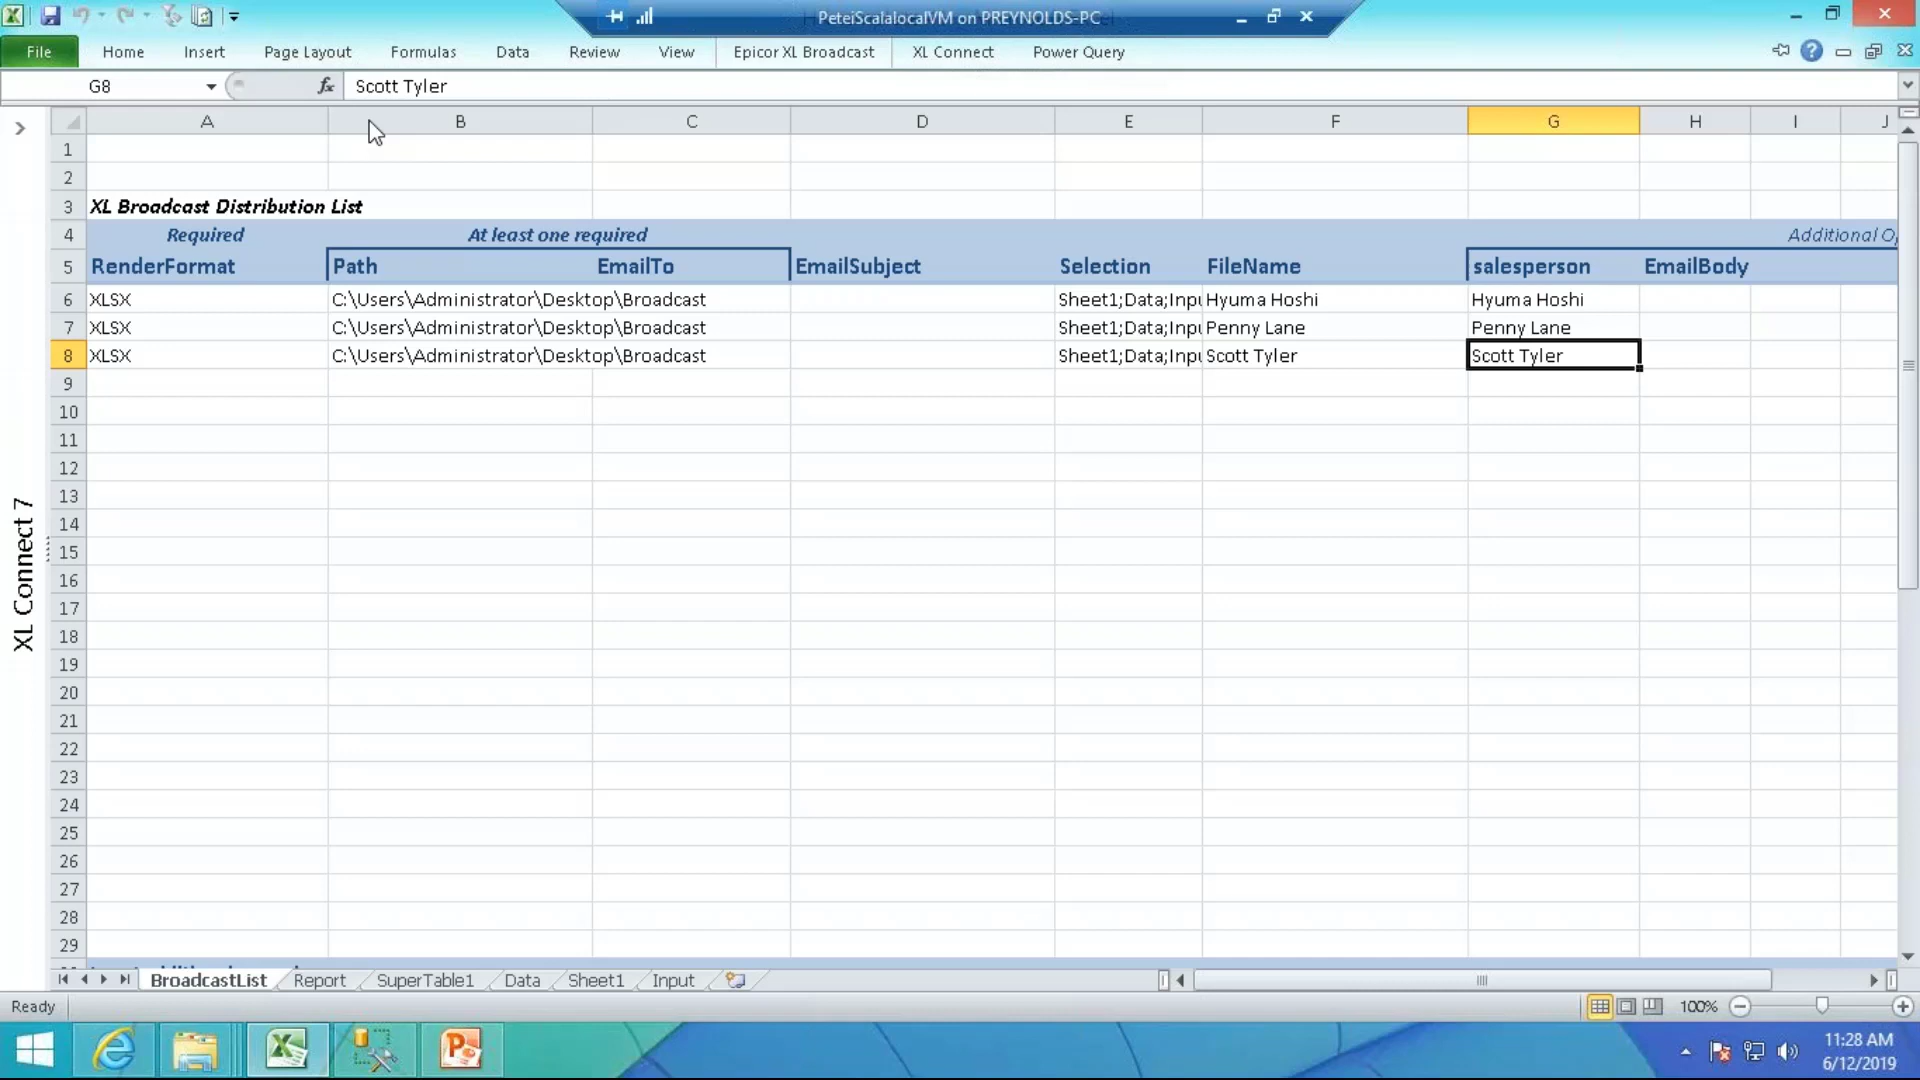 PeteiScalalocalVM on PREYNOLDS-PC
File Home Insert Page Layout Formulas Data Review View Epicor XL Broadcast XL Connect Power Query
G8 fx Scott Tyler
A B C D E F G H I J
1
2
3 XL Broadcast Distribution List
4 Required At least one required Additional O
5 RenderFormat Path EmailTo EmailSubject Selection FileName salesperson EmailBody
6 XLSX C:\Users\Administrator\Desktop\Broadcast Sheet1;Data;Inpu Hyuma Hoshi Hyuma Hoshi
7 XLSX C:\Users\Administrator\Desktop\Broadcast Sheet1;Data;Inpu Penny Lane Penny Lane
8 XLSX C:\Users\Administrator\Desktop\Broadcast Sheet1;Data;Inpu Scott Tyler Scott Tyler
9
10
11
12
13
14
15
16
17
18
19
20
21
22
23
24
25
26
27
28
29
XL Connect 7
BroadcastList Report SuperTable1 Data Sheet1 Input
Ready 100%
11:28 AM
6/12/2019